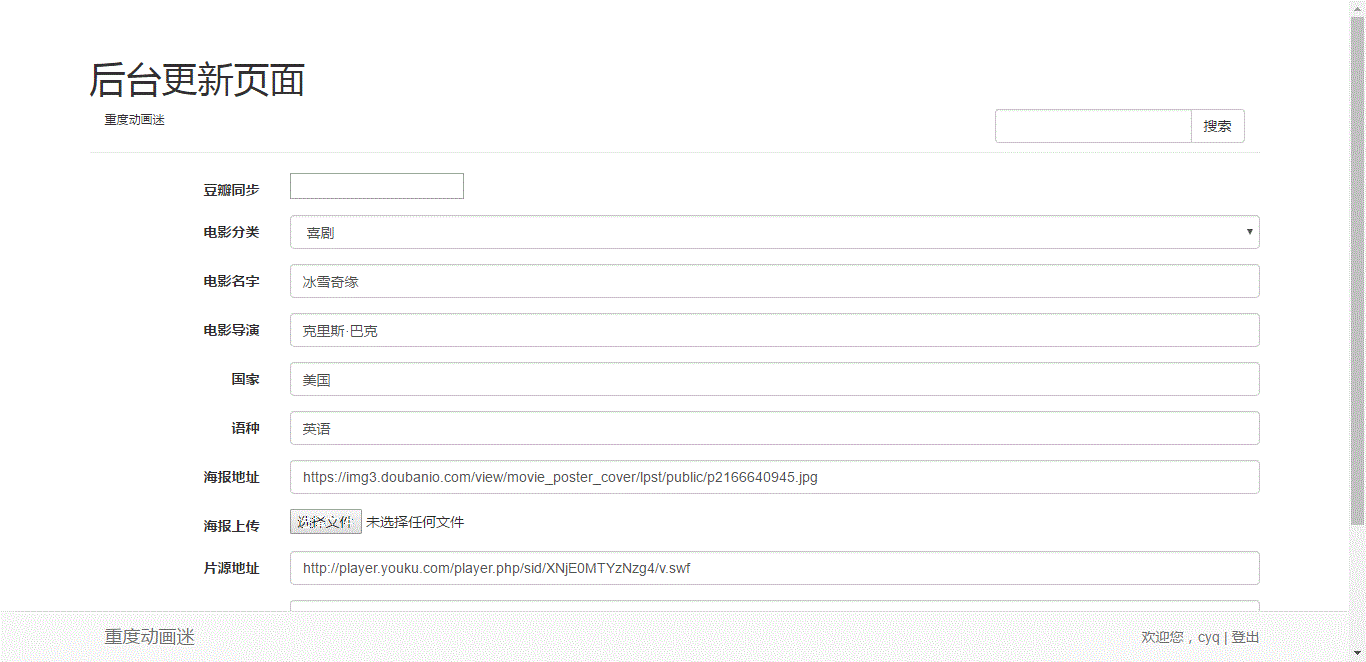 后台更新页面
重度动画迷
搜索
豆瓣同步
电影分类 喜剧
电影名字 冰雪奇缘
电影导演 克里斯·巴克
国家 美国
语种 英语
海报地址 https://img3.doubanio.com/view/movie_poster_cover/lpst/public/p2166640945.jpg
海报上传 选择文件 未选择任何文件
片源地址 http://player.youku.com/player.php/sid/XNjE0MTYzNzg4/v.swf
重度动画迷 欢迎您，cyq | 登出